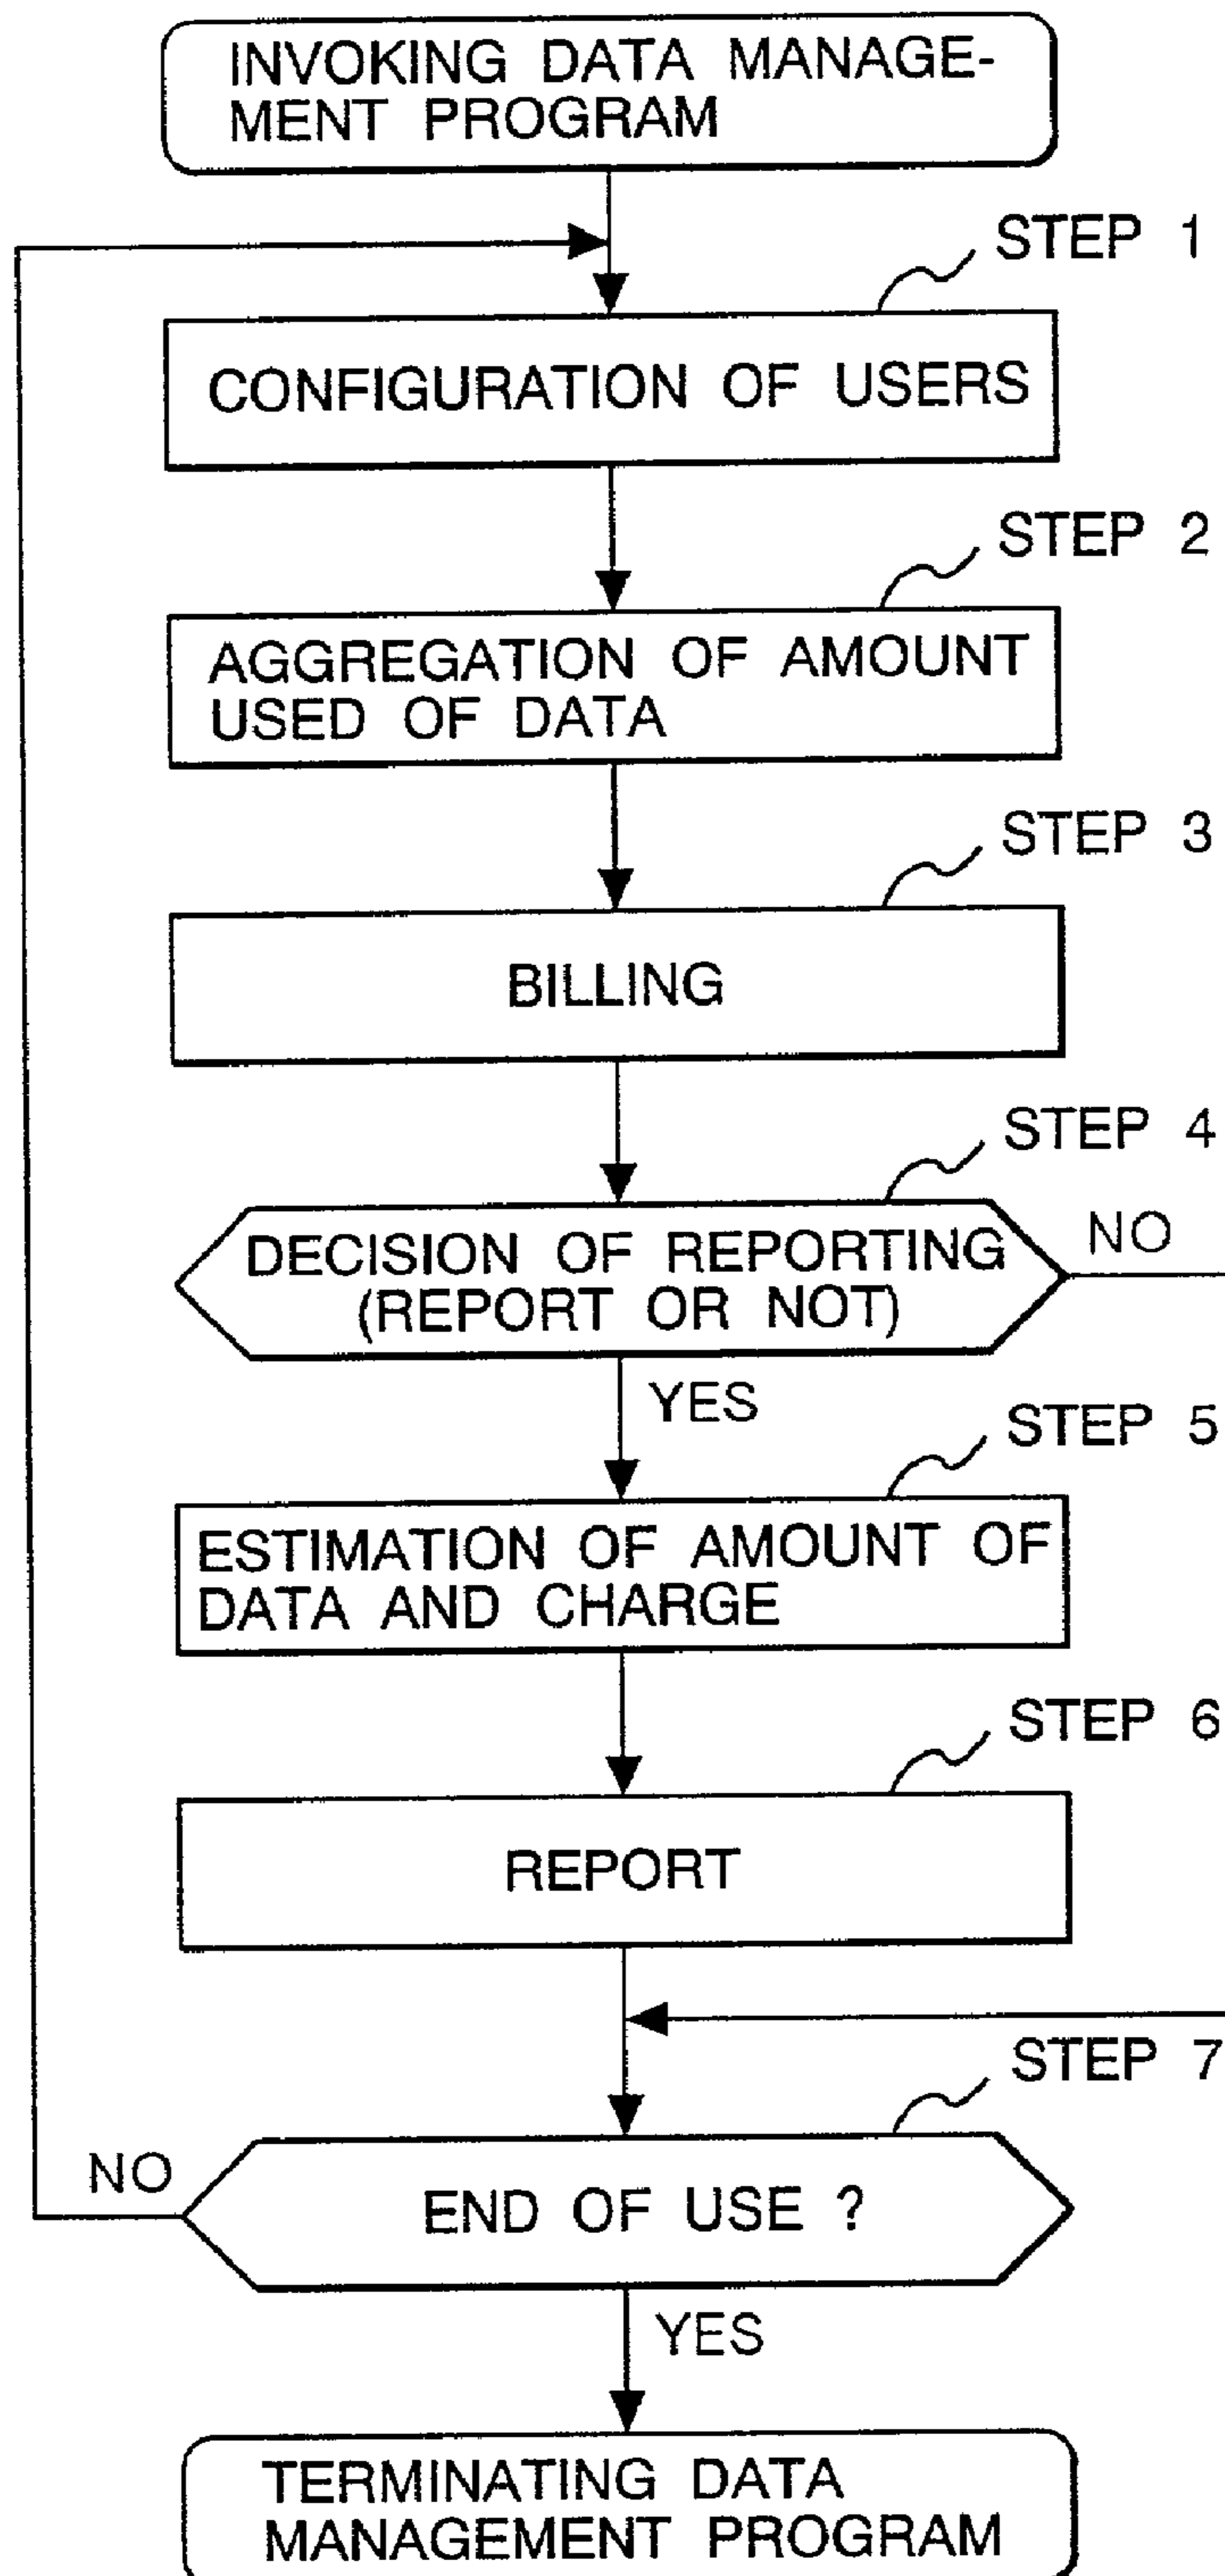 INVOKING DATA MANAGE-
MENT PROGRAM
STEP 1
CONFIGURATION OF USERS
STEP 2
AGGREGATION OF AMOUNT
USED OF DATA
STEP 3
BILLING
STEP 4
DECISION OF REPORTING
(REPORT OR NOT)
NO
YES
STEP 5
ESTIMATION OF AMOUNT OF
DATA AND CHARGE
STEP 6
REPORT
STEP 7
NO
END OF USE ?
YES
TERMINATING DATA
MANAGEMENT PROGRAM